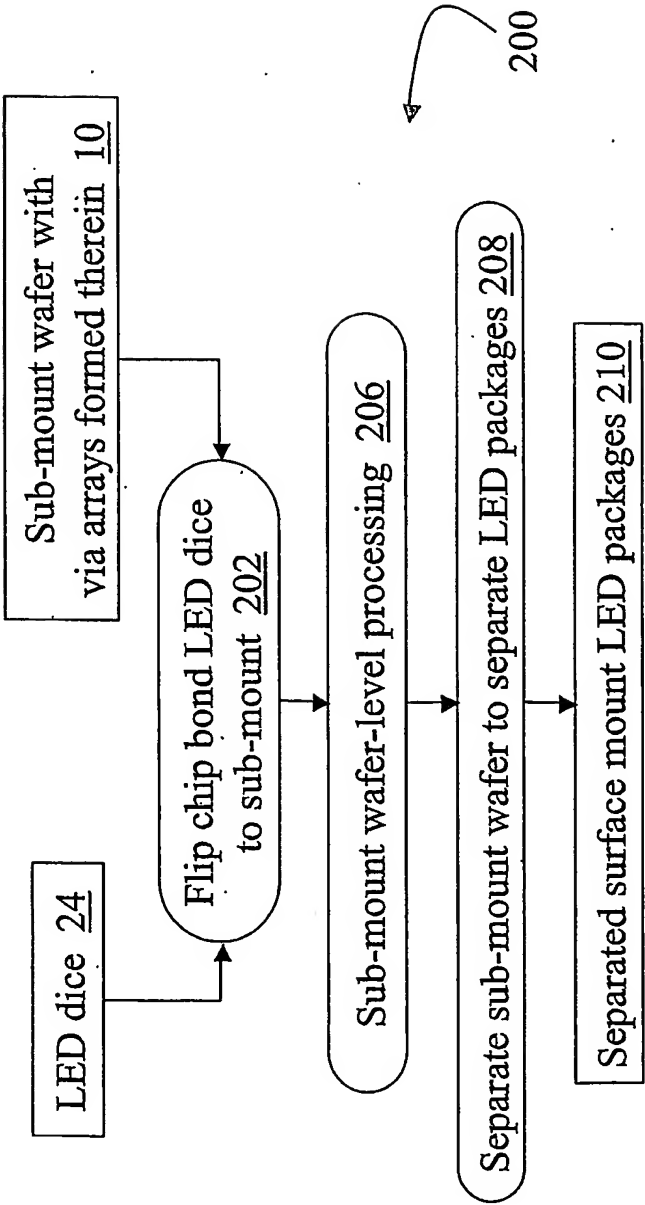 LED dice 24
Sub-mount wafer with
via arrays formed therein 10
Flip chip bond LED dice
to sub-mount 202
Sub-mount wafer-level processing 206
Separate sub-mount wafer to separate LED packages 208
Separated surface mount LED packages 210
200